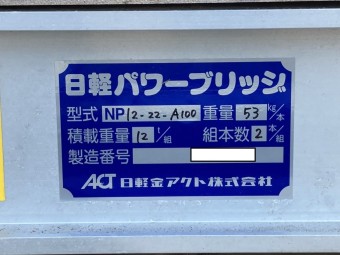 日軽パワーブリッジ
型式 NP12-22-A100 重量 53 kg/本
積載重量 12 t/組 組本数 2 本/組
製造番号
ACT 日軽金アクト株式会社